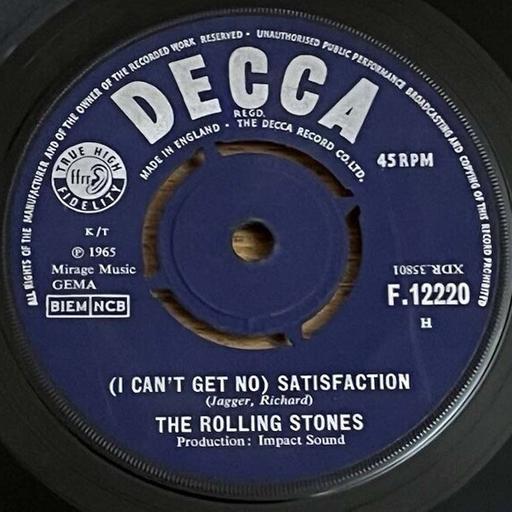 ALL RIGHTS OF THE MANUFACTURER AND OF THE OWNER OF THE RECORDED WORK RESERVED • UNAUTHORISED PUBLIC PERFORMANCE BROADCASTING AND COPYING OF THIS RECORD PROHIBITED
DECCA
REGD.
MADE IN ENGLAND • THE DECCA RECORD CO. LTD.
TRUE HIGH
ffrr
FIDELITY
45 RPM
K/T
℗ 1965
Mirage Music
GEMA
BIEM NCB
XDR.35801
F.12220
H
(I CAN'T GET NO) SATISFACTION
(Jagger, Richard)
THE ROLLING STONES
Production: Impact Sound